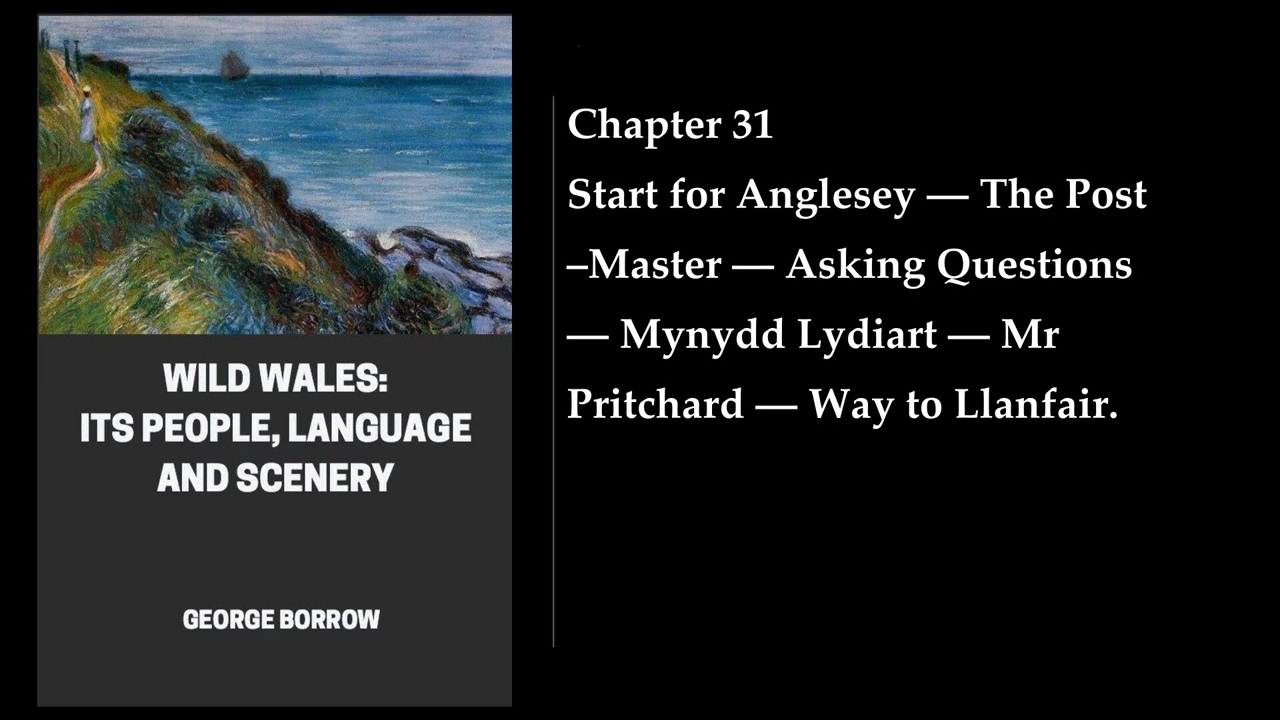 WILD WALES:
ITS PEOPLE, LANGUAGE
AND SCENERY
GEORGE BORROW
Chapter 31
Start for Anglesey — The Post
–Master — Asking Questions
— Mynydd Lydiart — Mr
Pritchard — Way to Llanfair.